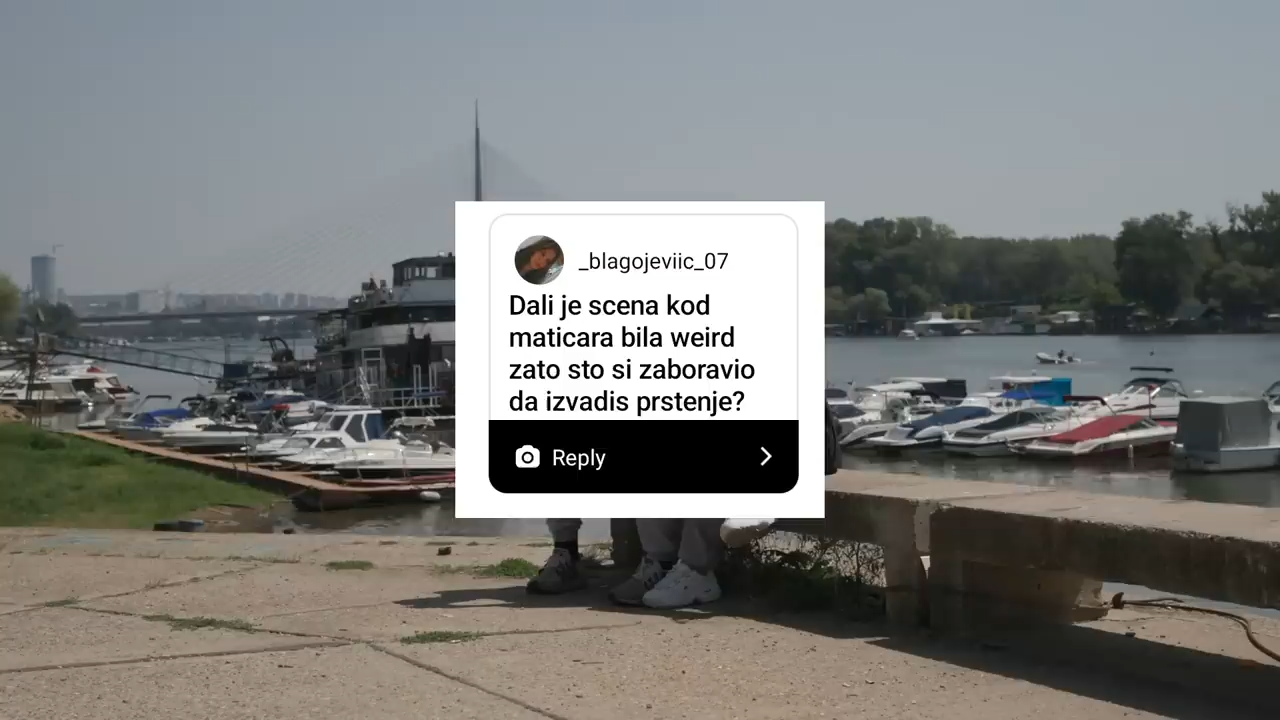 _blagojeviic_07
Dali je scena kod
maticara bila weird
zato sto si zaboravio
da izvadis prstenje?
Reply